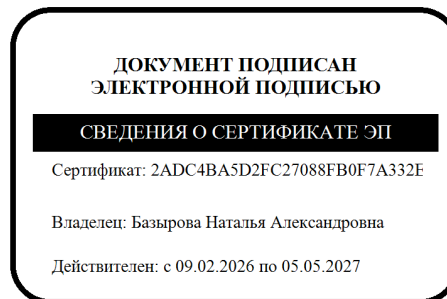 ДОКУМЕНТ ПОДПИСАН
ЭЛЕКТРОННОЙ ПОДПИСЬЮ
СВЕДЕНИЯ О СЕРТИФИКАТЕ ЭП
Сертификат: 2ADC4BA5D2FC27088FB0F7A332E
Владелец: Базырова Наталья Александровна
Действителен: с 09.02.2026 по 05.05.2027